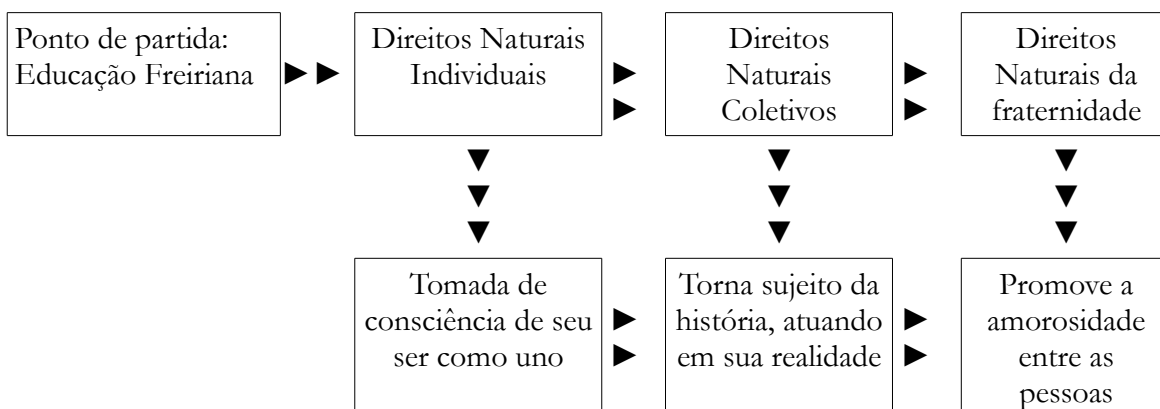 Ponto de partida:
Educação Freiriana
Direitos Naturais
Individuais
Direitos
Naturais
Coletivos
Direitos
Naturais da
fraternidade
Tomada de
consciência de seu
ser como uno
Torna sujeito da
história, atuando
em sua realidade
Promove a
amorosidade
entre as
pessoas